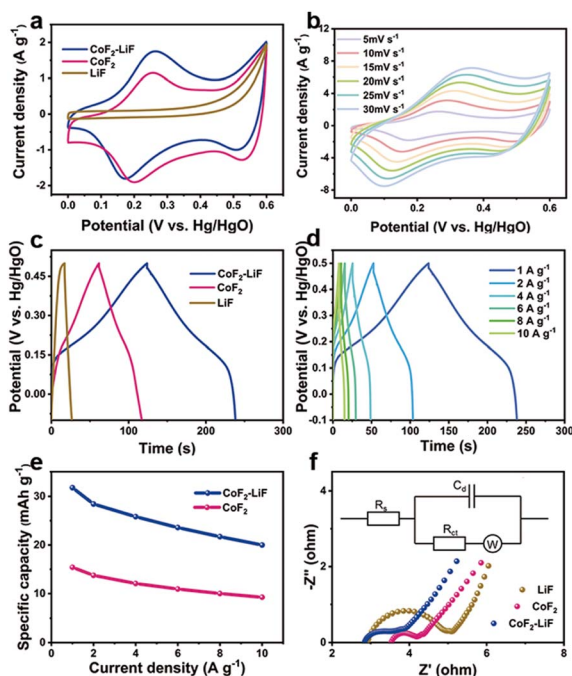 a
Current density (A g⁻¹)
2
1
0
-1
-2
CoF₂-LiF
CoF₂
LiF
0.0 0.1 0.2 0.3 0.4 0.5 0.6
Potential (V vs. Hg/HgO)
b
Current density (A g⁻¹)
12
8
4
0
-4
-8
5mV s⁻¹
10mV s⁻¹
15mV s⁻¹
20mV s⁻¹
25mV s⁻¹
30mV s⁻¹
0.0 0.2 0.4 0.6
Potential (V vs. Hg/HgO)
c
Potential (V vs. Hg/HgO)
0.45
0.30
0.15
0.00
CoF₂-LiF
CoF₂
LiF
0 100 200 300
Time (s)
d
Potential (V vs. Hg/HgO)
0.5
0.4
0.3
0.2
0.1
0.0
-0.1
1 A g⁻¹
2 A g⁻¹
4 A g⁻¹
6 A g⁻¹
8 A g⁻¹
10 A g⁻¹
0 50 100 150 200 250 300
Time (s)
e
Specific capacity (mAh g⁻¹)
30
20
10
0
CoF₂-LiF
CoF₂
0 2 4 6 8 10
Current density (A g⁻¹)
f
-Z'' (ohm)
4
2
0
Rₛ
C_d
R_ct
W
LiF
CoF₂
CoF₂-LiF
2 4 6 8
Z' (ohm)